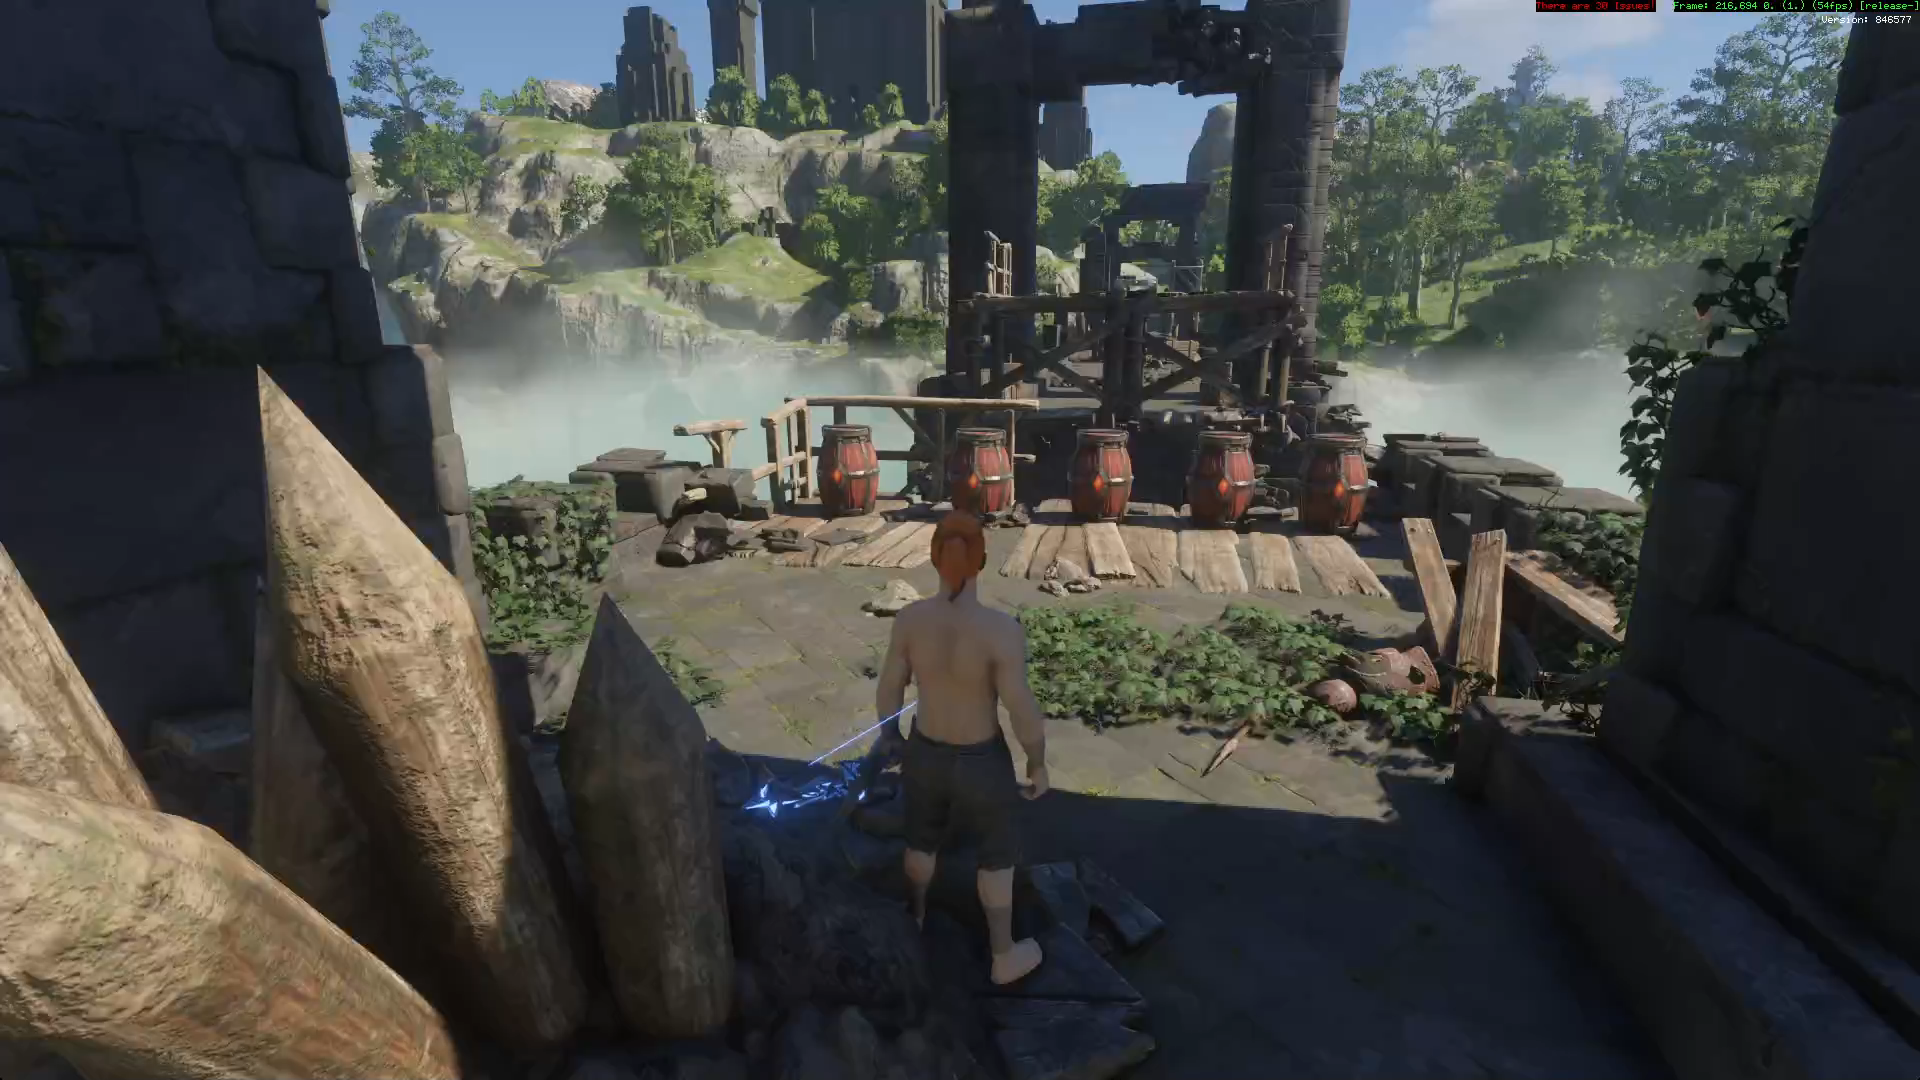 There are 30 Issues!
Frame: 216,694 0. (1.) (54fps) [release-]
Version: 846577